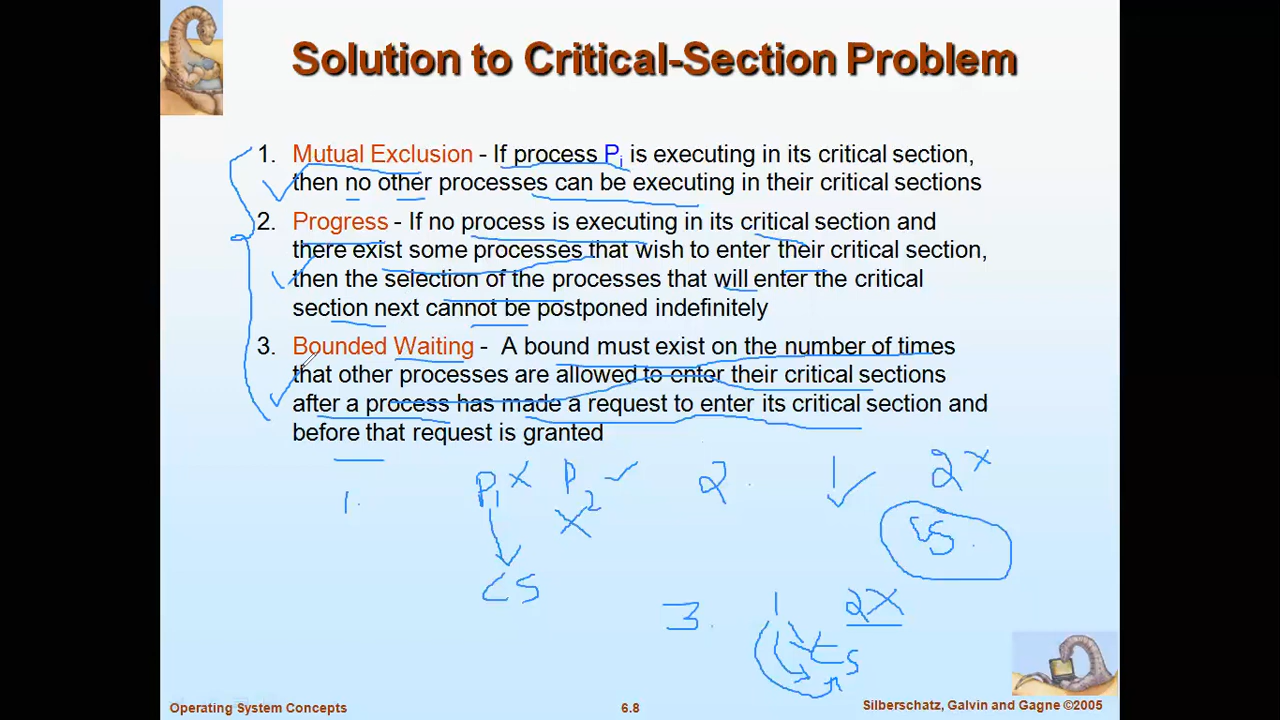 Solution to Critical-Section Problem
1. Mutual Exclusion - If process Pi is executing in its critical section,
then no other processes can be executing in their critical sections
2. Progress - If no process is executing in its critical section and
there exist some processes that wish to enter their critical section,
then the selection of the processes that will enter the critical
section next cannot be postponed indefinitely
3. Bounded Waiting - A bound must exist on the number of times
that other processes are allowed to enter their critical sections
after a process has made a request to enter its critical section and
before that request is granted
1. P1 x P2 ✓ 2. 1 2 x
x ✓
CS CS
3. 1 2x
CS
Operating System Concepts 6.8 Silberschatz, Galvin and Gagne ©2005